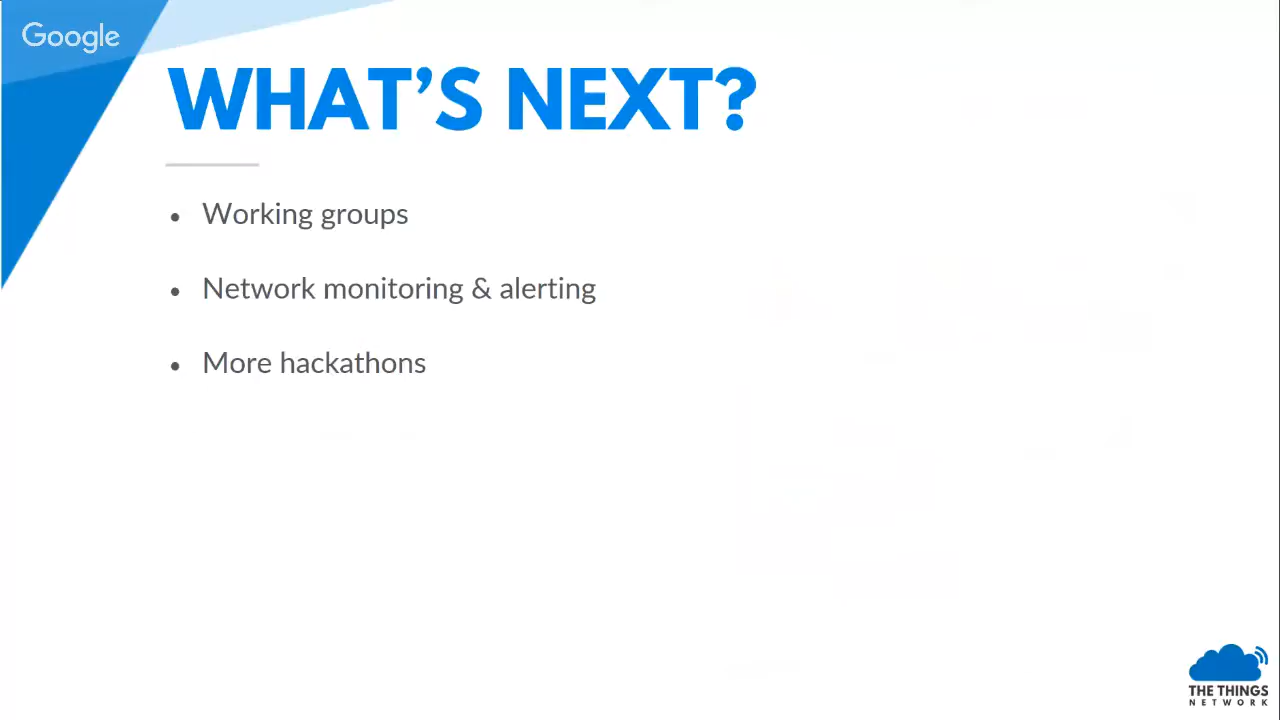 Google
WHAT'S NEXT?
• Working groups
• Network monitoring & alerting
• More hackathons
THE THINGS
NETWORK